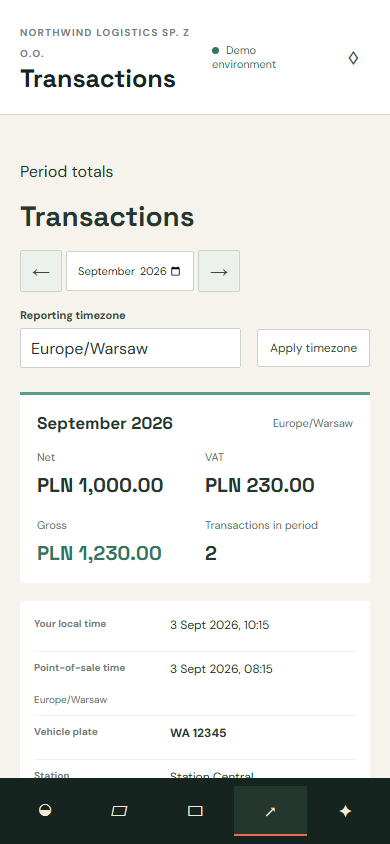 NORTHWIND LOGISTICS SP. Z
O.O.
Transactions
Demo
environment
Period totals
Transactions
← September 2026 →
Reporting timezone
Europe/Warsaw Apply timezone
September 2026 Europe/Warsaw
Net VAT
PLN 1,000.00 PLN 230.00
Gross Transactions in period
PLN 1,230.00 2
Your local time 3 Sept 2026, 10:15
Point-of-sale time 3 Sept 2026, 08:15
Europe/Warsaw
Vehicle plate WA 12345
Station Station Central